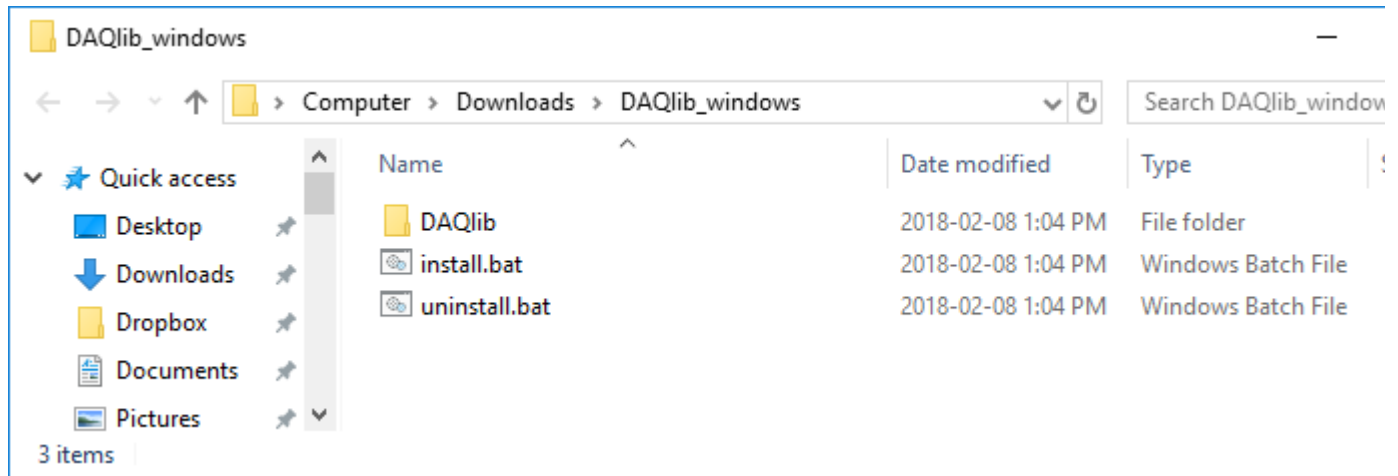 DAQlib_windows
Computer > Downloads > DAQlib_windows
Search DAQlib_window
Quick access
Desktop
Downloads
Dropbox
Documents
Pictures
Name Date modified Type
DAQlib 2018-02-08 1:04 PM File folder
install.bat 2018-02-08 1:04 PM Windows Batch File
uninstall.bat 2018-02-08 1:04 PM Windows Batch File
3 items